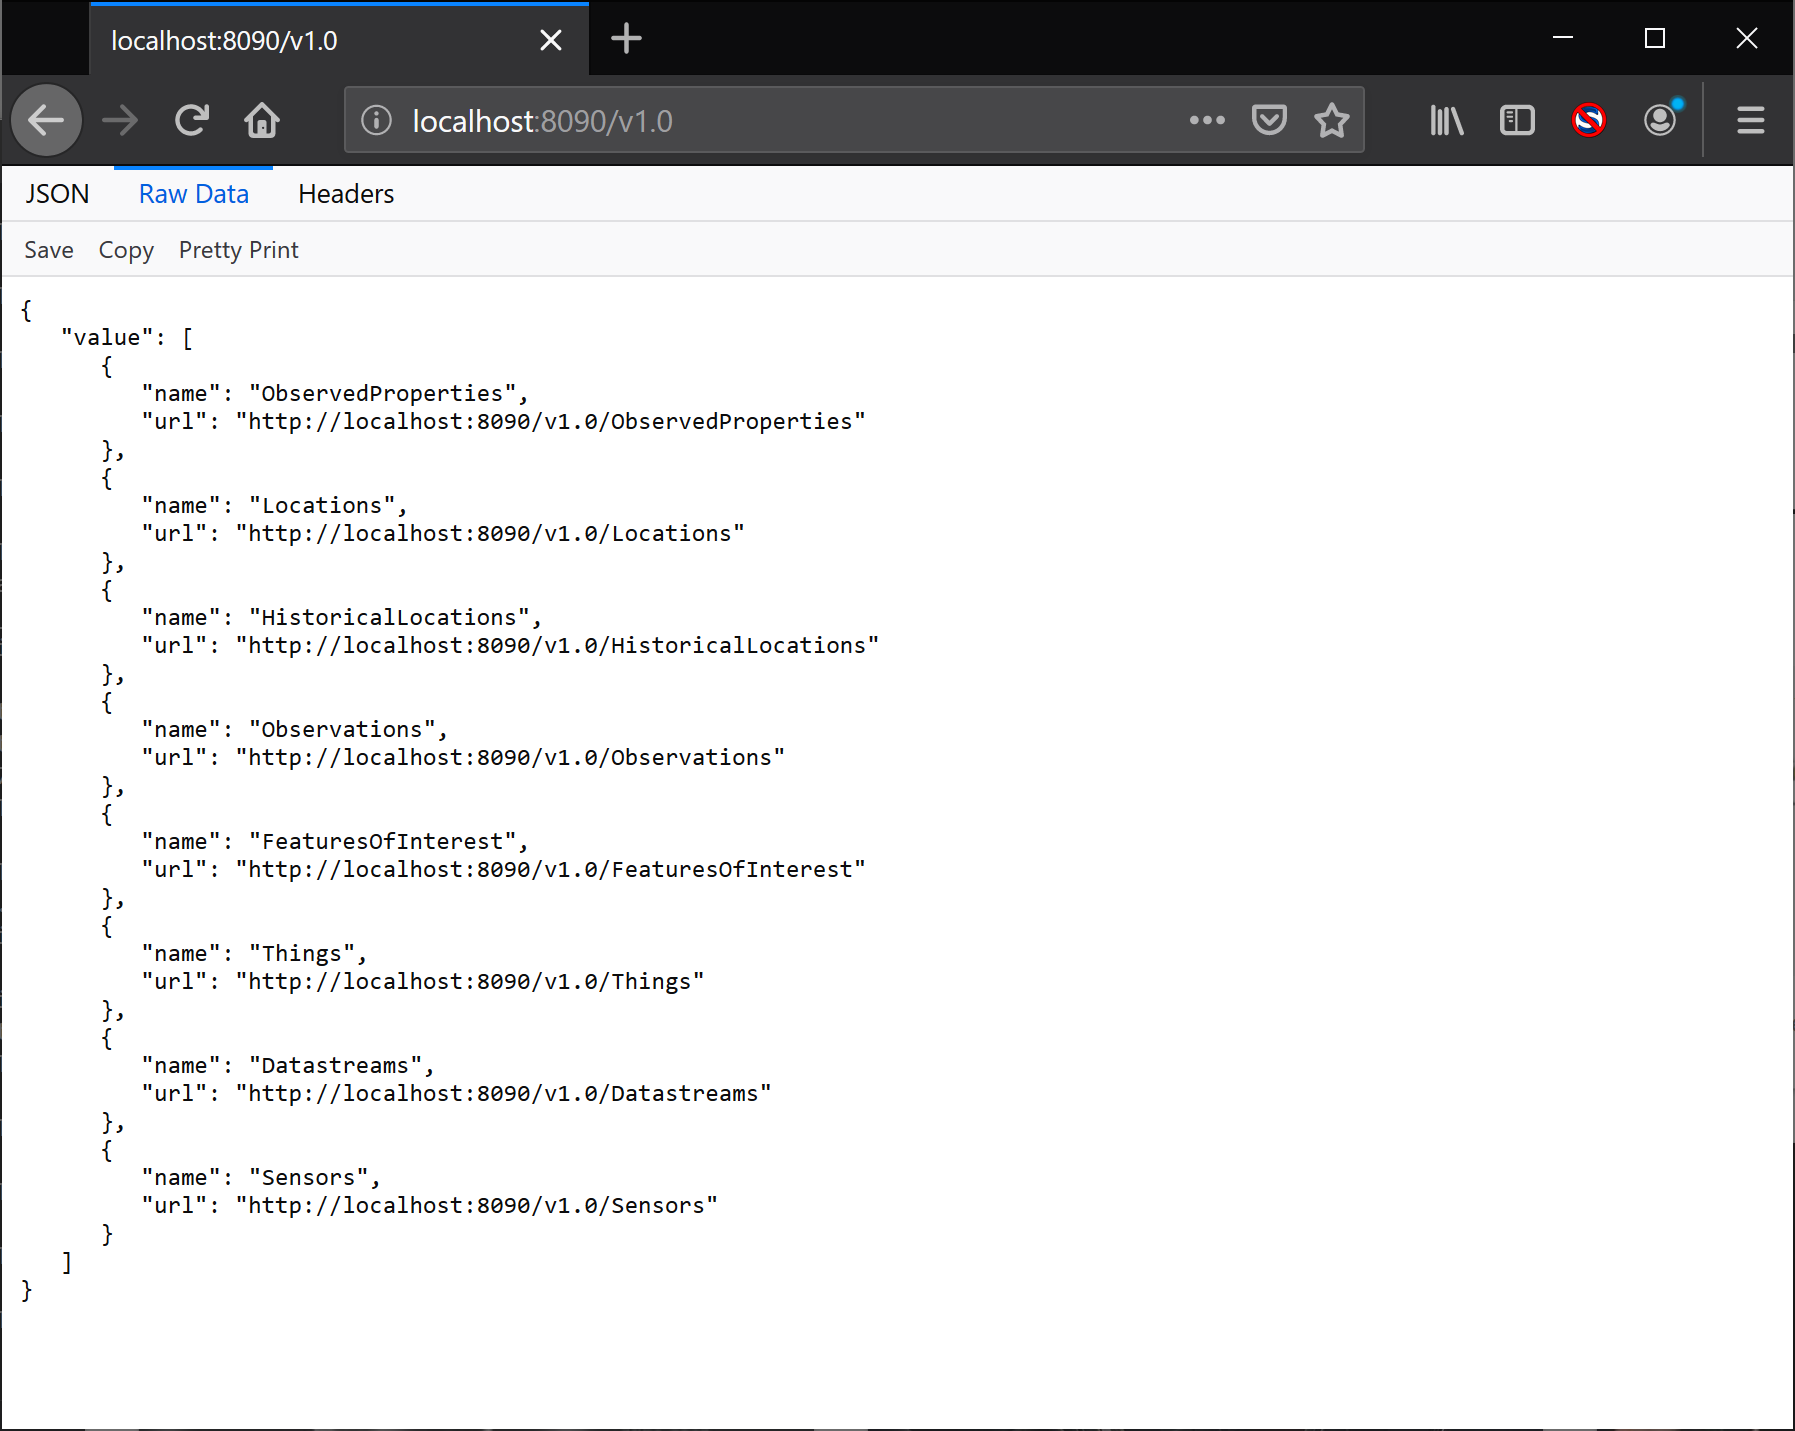 localhost:8090/v1.0
localhost:8090/v1.0
JSON Raw Data Headers
Save Copy Pretty Print
{
   "value": [
      {
         "name": "ObservedProperties",
         "url": "http://localhost:8090/v1.0/ObservedProperties"
      },
      {
         "name": "Locations",
         "url": "http://localhost:8090/v1.0/Locations"
      },
      {
         "name": "HistoricalLocations",
         "url": "http://localhost:8090/v1.0/HistoricalLocations"
      },
      {
         "name": "Observations",
         "url": "http://localhost:8090/v1.0/Observations"
      },
      {
         "name": "FeaturesOfInterest",
         "url": "http://localhost:8090/v1.0/FeaturesOfInterest"
      },
      {
         "name": "Things",
         "url": "http://localhost:8090/v1.0/Things"
      },
      {
         "name": "Datastreams",
         "url": "http://localhost:8090/v1.0/Datastreams"
      },
      {
         "name": "Sensors",
         "url": "http://localhost:8090/v1.0/Sensors"
      }
   ]
}